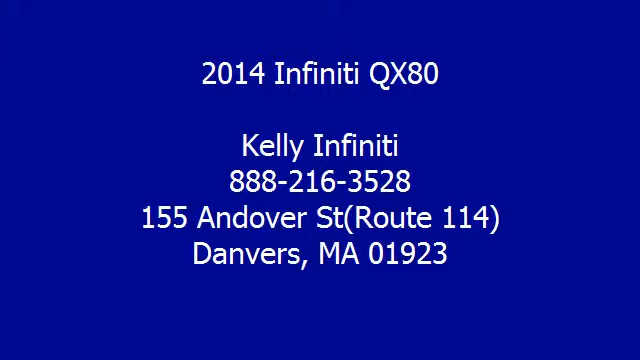 2014 Infiniti QX80
Kelly Infiniti
888-216-3528
155 Andover St(Route 114)
Danvers, MA 01923